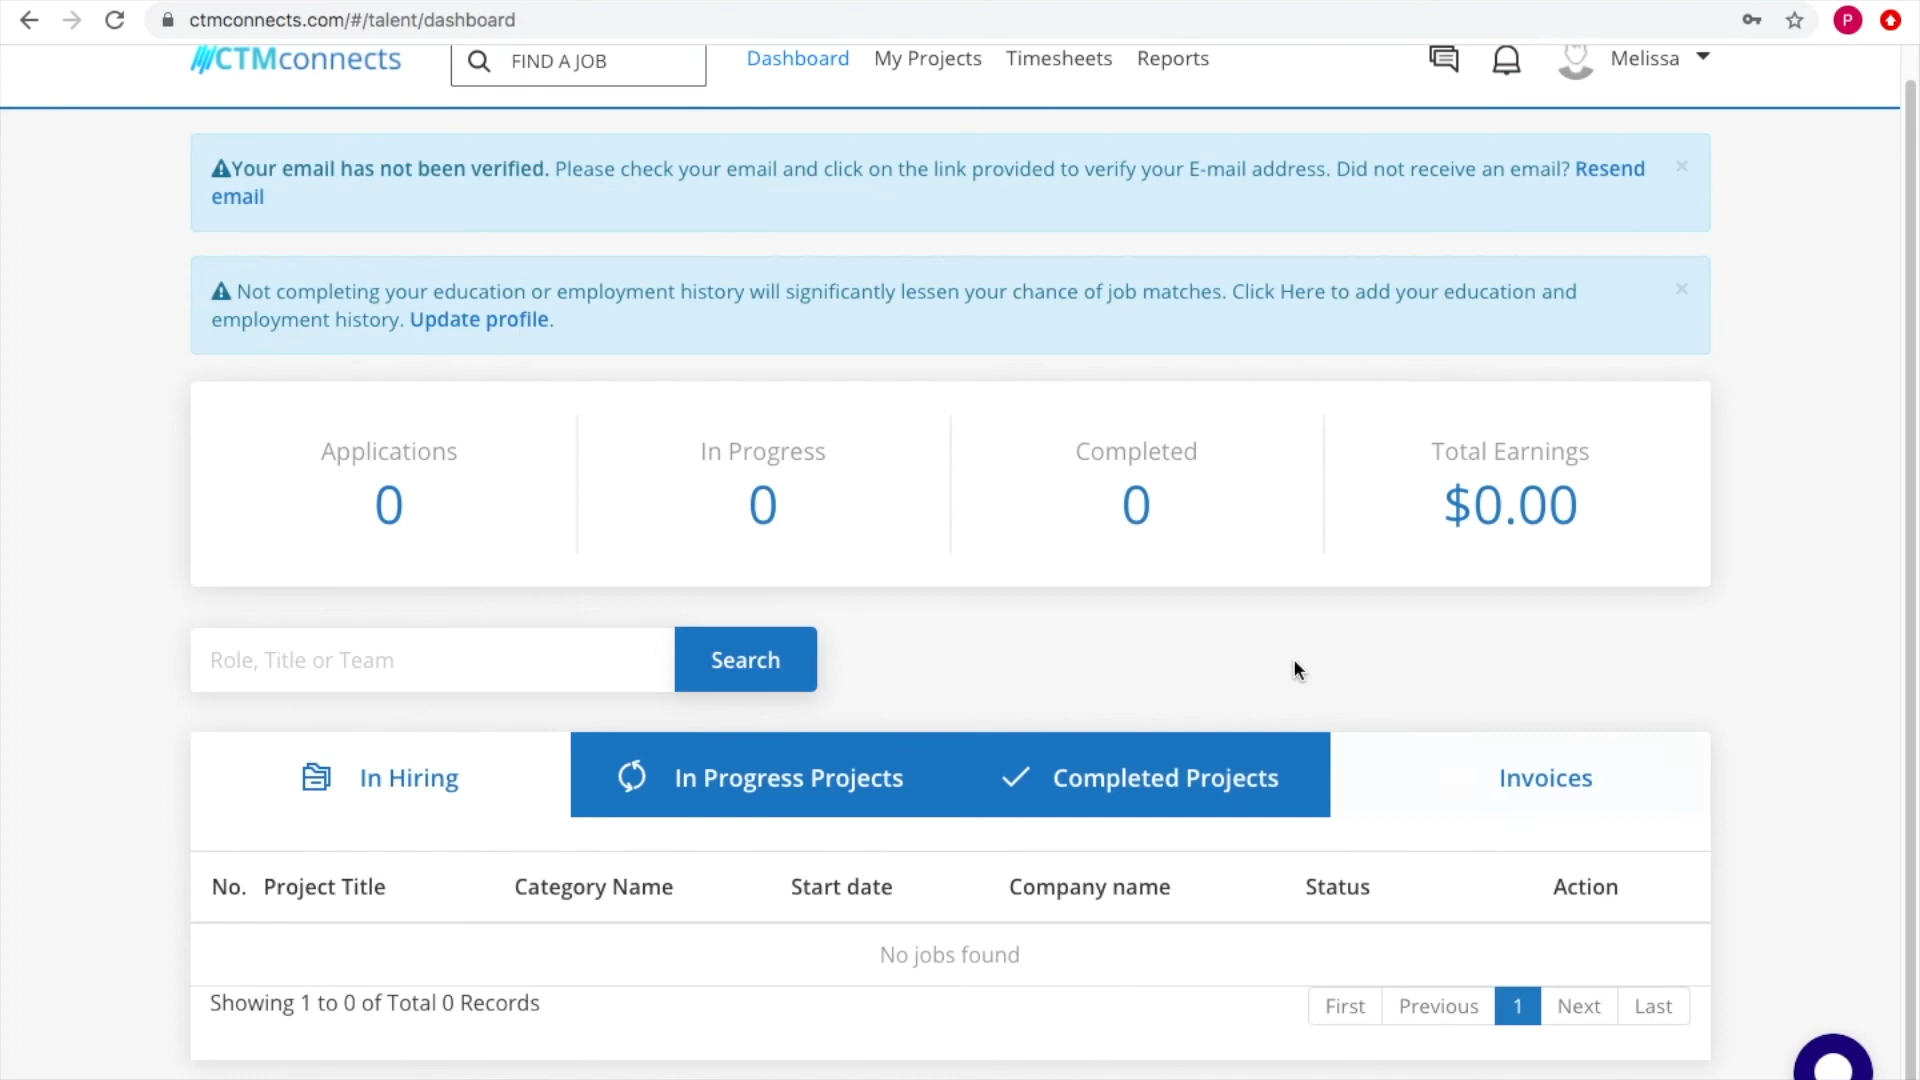 ctmconnects.com/#/talent/dashboard
P
CTMconnects
FIND A JOB
Dashboard
My Projects
Timesheets
Reports
Melissa
Your email has not been verified. Please check your email and click on the link provided to verify your E-mail address. Did not receive an email? Resend
email
×
Not completing your education or employment history will significantly lessen your chance of job matches. Click Here to add your education and
employment history. Update profile.
×
Applications
0
In Progress
0
Completed
0
Total Earnings
$0.00
Role, Title or Team
Search
In Hiring
In Progress Projects
Completed Projects
Invoices
No. Project Title Category Name Start date Company name Status Action
No jobs found
Showing 1 to 0 of Total 0 Records
First Previous 1 Next Last